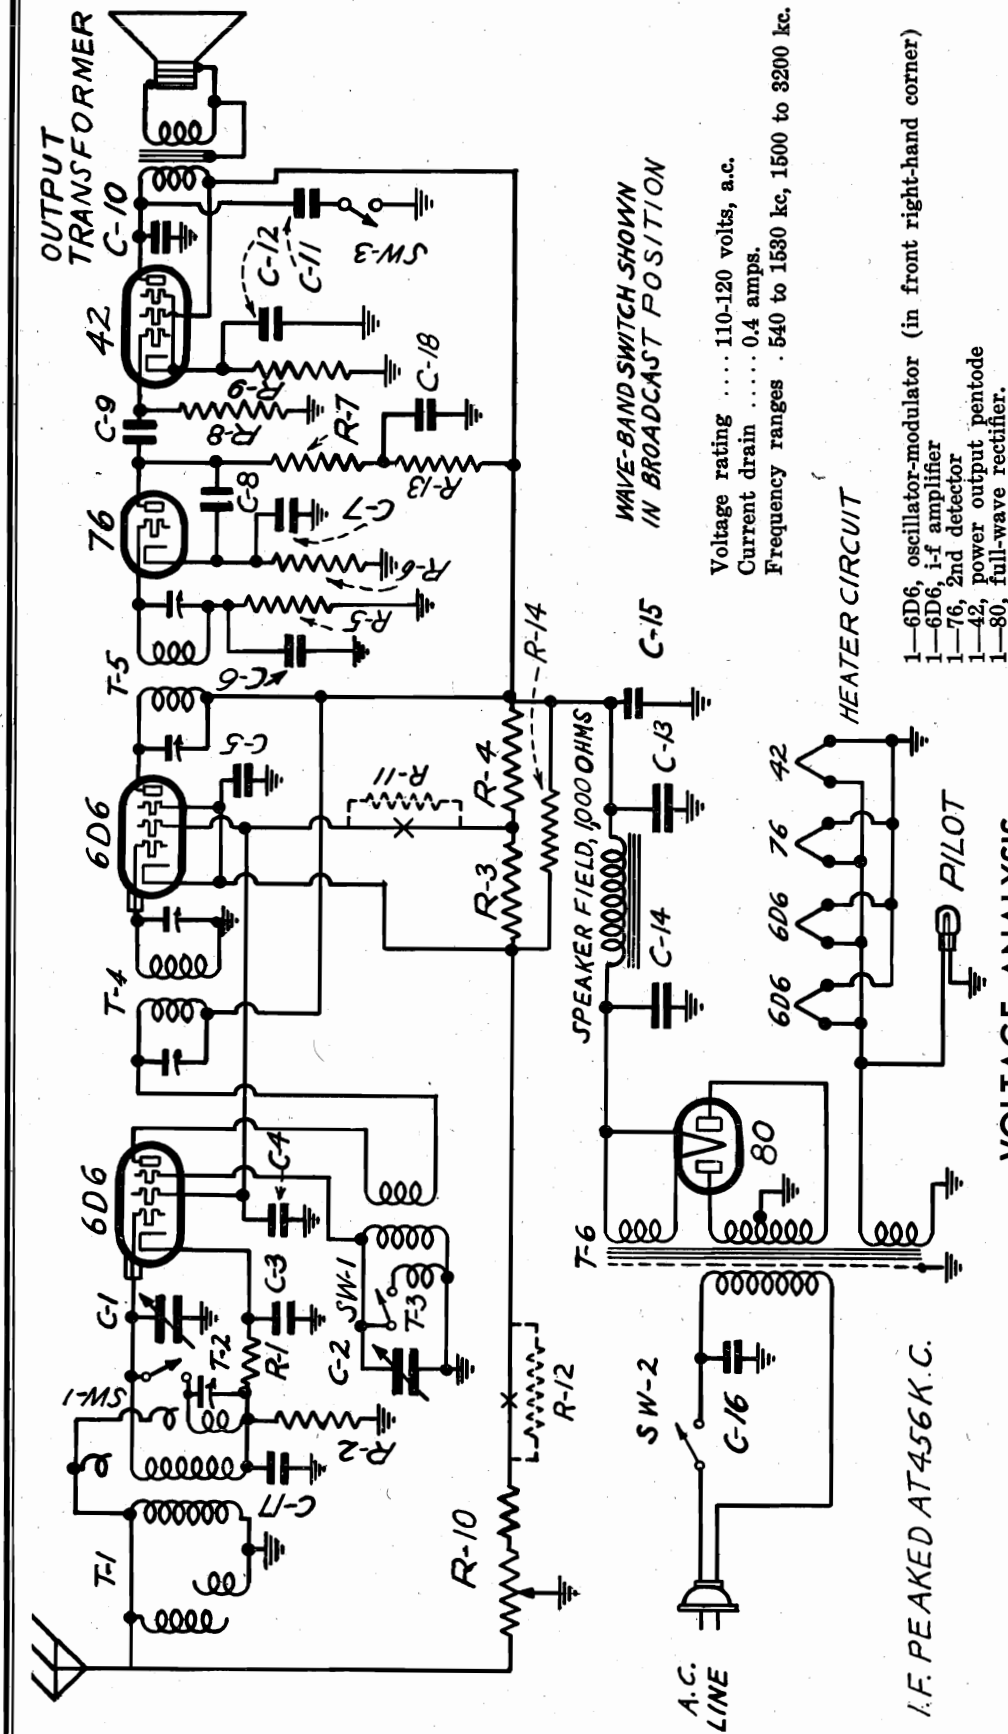 OUTPUT
TRANSFORMER
C-10
42
C-9
76
T-5
6D6
T-4
6D6
C-1
SW-1
T-1
C-12
C-11
SW-3
R-9
R-8
C-18
R-7
R-13
C-8
C-7
R-6
R-5
C-6
C-5
R-11
R-4
R-3
R-14
C-4
C-3
SW-1
T-3
C-2
T-2
R-1
R-2
C-17
R-12
R-10
WAVE-BAND SWITCH SHOWN
IN BROADCAST POSITION
C-15
C-13
SPEAKER FIELD, 1,000 OHMS
C-14
T-6
80
SW-2
C-16
A.C.
LINE
Voltage rating .... 110-120 volts, a.c.
Current drain ..... 0.4 amps.
Frequency ranges . 540 to 1530 kc, 1500 to 3200 kc.
HEATER CIRCUIT
6D6
6D6
76
42
PILOT
1—6D6, oscillator-modulator (in front right-hand corner)
1—6D6, i-f amplifier
1—76, 2nd detector
1—42, power output pentode
1—80, full-wave rectifier.
I.F. PEAKED AT 456 K.C.
VOLTAGE ANALYSIS